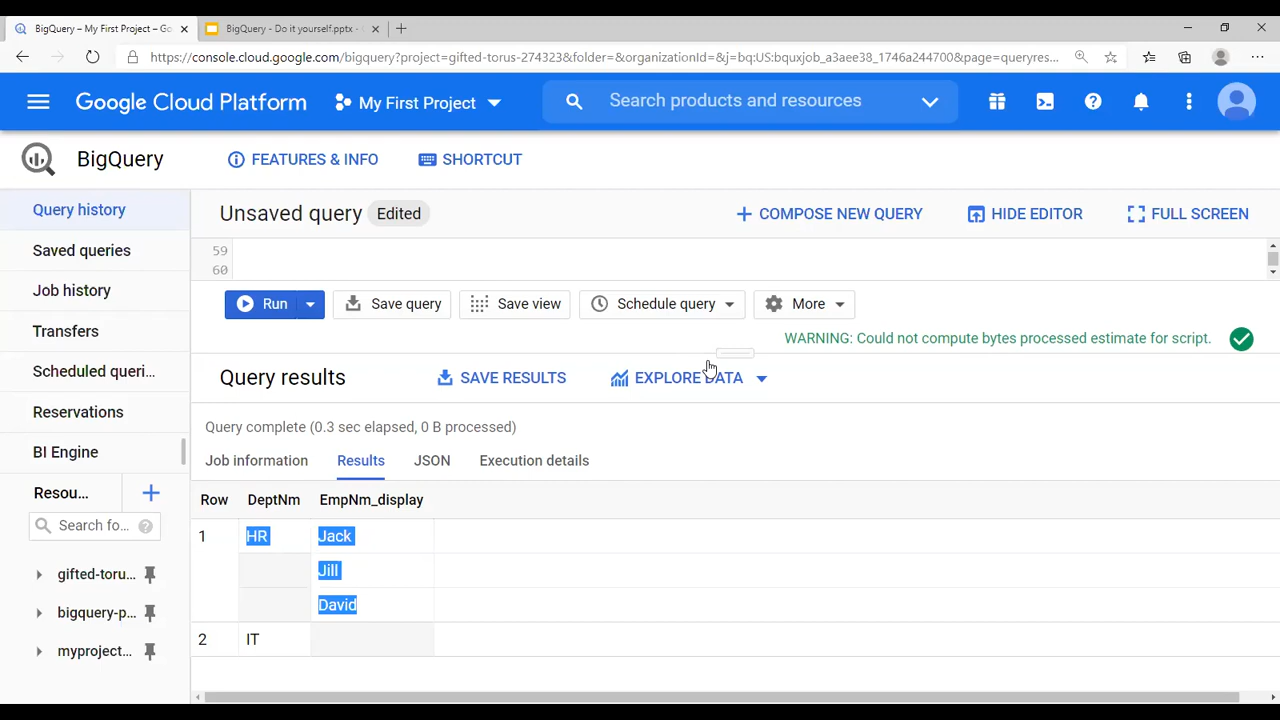 BigQuery – My First Project – Go
BigQuery - Do it yourself.pptx -
https://console.cloud.google.com/bigquery?project=gifted-torus-274323&folder=&organizationId=&j=bq:US:bquxjob_a3aee38_1746a244700&page=queryres...
Google Cloud Platform
My First Project
Search products and resources
BigQuery
FEATURES & INFO
SHORTCUT
Query history
Saved queries
Job history
Transfers
Scheduled queri...
Reservations
BI Engine
Resou...
Search fo...
gifted-toru...
bigquery-p...
myproject...
Unsaved query Edited
COMPOSE NEW QUERY
HIDE EDITOR
FULL SCREEN
59
60
Run
Save query
Save view
Schedule query
More
WARNING: Could not compute bytes processed estimate for script.
Query results
SAVE RESULTS
EXPLORE DATA
Query complete (0.3 sec elapsed, 0 B processed)
Job information Results JSON Execution details
Row DeptNm EmpNm_display
1 HR Jack
Jill
David
2 IT